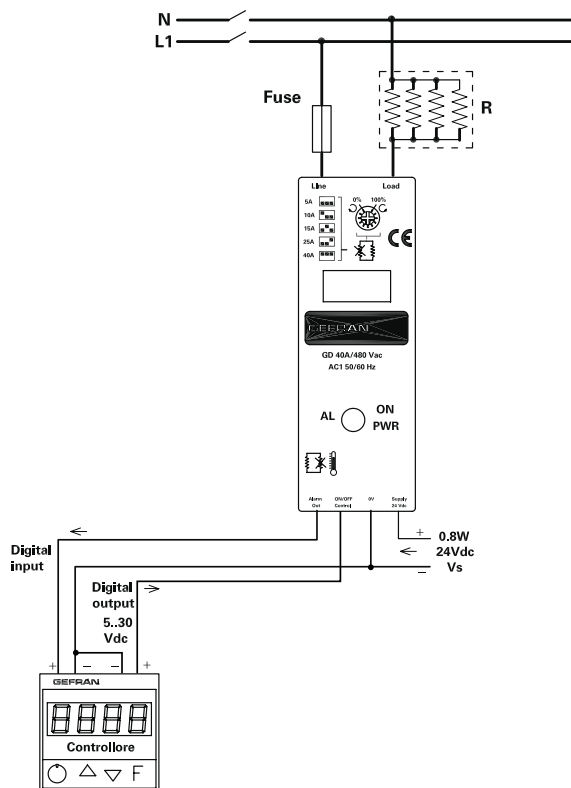 N
L1
Fuse
R
Line
Load
5A
10A
15A
25A
40A
0%
100%
CE
GEFRAN
GD 40A/480 Vac
AC1 50/60 Hz
AL
ON
PWR
Alarm
Out
ON/OFF
Control
0V
Supply
24 Vdc
+
0.8W
24Vdc
Vs
−
Digital
input
Digital
output
5..30
Vdc
+ − − +
GEFRAN
8888
Controllore
F